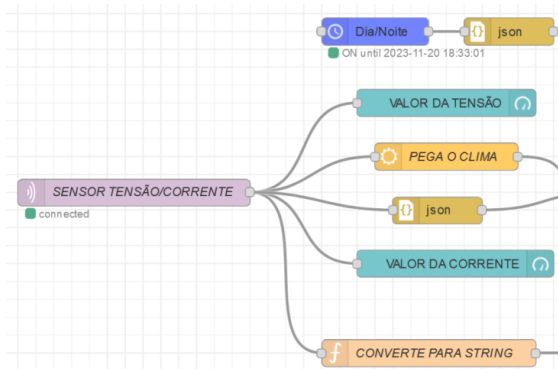 Dia/Noite
json
ON until 2023-11-20 18:33:01
VALOR DA TENSÃO
PEGA O CLIMA
SENSOR TENSÃO/CORRENTE
connected
json
VALOR DA CORRENTE
CONVERTE PARA STRING